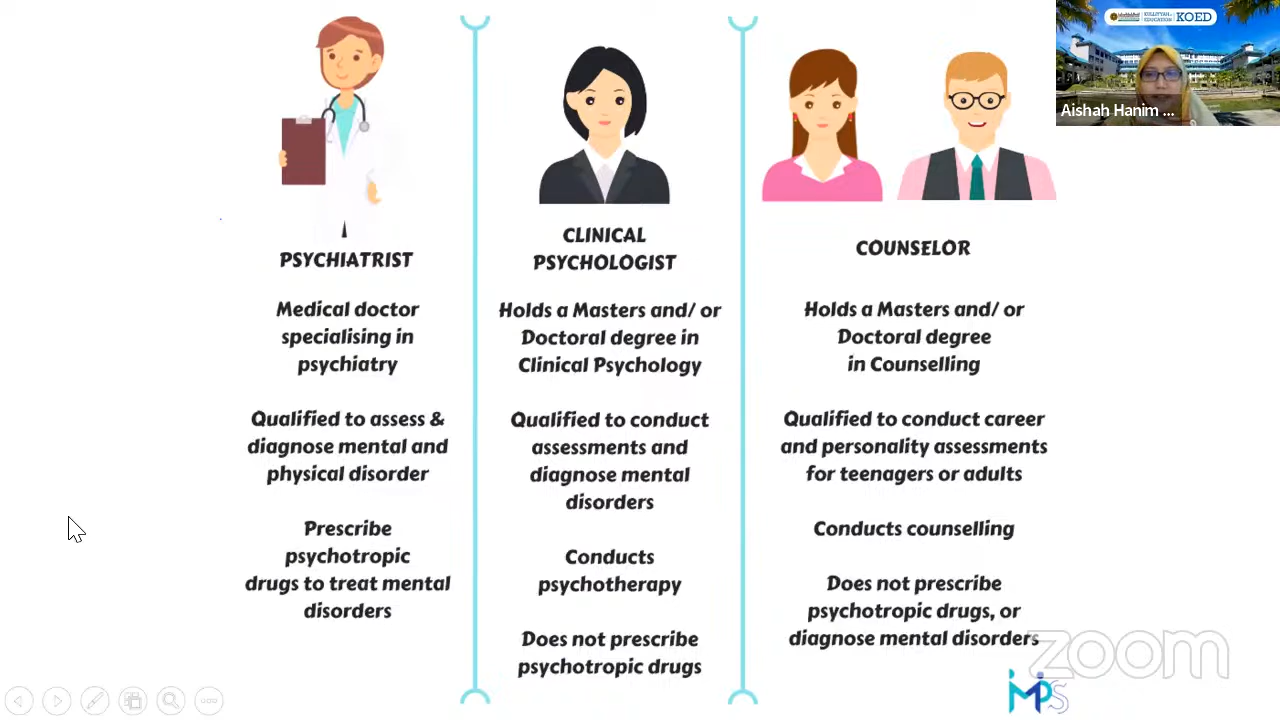 PSYCHIATRIST
Medical doctor
specialising in
psychiatry
Qualified to assess &
diagnose mental and
physical disorder
Prescribe
psychotropic
drugs to treat mental
disorders
CLINICAL
PSYCHOLOGIST
Holds a Masters and/ or
Doctoral degree in
Clinical Psychology
Qualified to conduct
assessments and
diagnose mental
disorders
Conducts
psychotherapy
Does not prescribe
psychotropic drugs
COUNSELOR
Holds a Masters and/ or
Doctoral degree
in Counselling
Qualified to conduct career
and personality assessments
for teenagers or adults
Conducts counselling
Does not prescribe
psychotropic drugs, or
diagnose mental disorders
KULLIYYAH of
EDUCATION
KOED
Aishah Hanim ...
zoom
iMPS